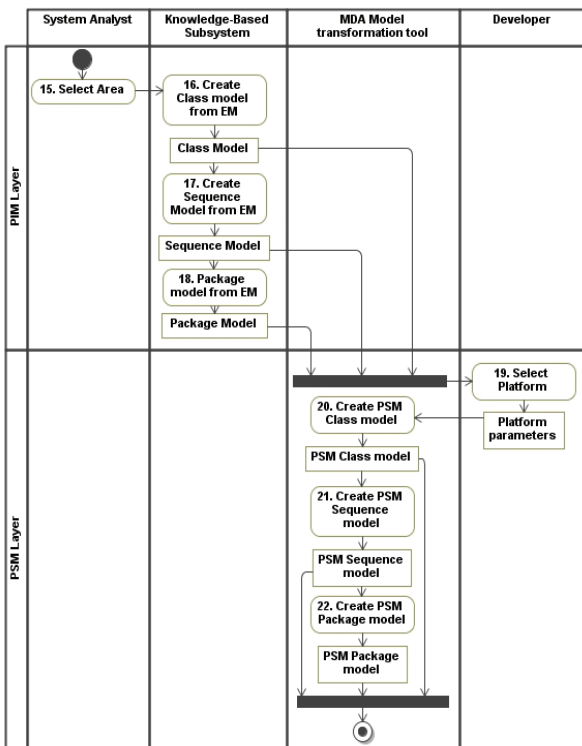 System Analyst
Knowledge-Based
Subsystem
MDA Model
transformation tool
Developer
PIM Layer
15. Select Area
16. Create
Class model
from EM
Class Model
17. Create
Sequence
Model from EM
Sequence Model
18. Package
model from EM
Package Model
PSM Layer
19. Select
Platform
Platform
parameters
20. Create PSM
Class model
PSM Class model
21. Create PSM
Sequence
model
PSM Sequence
model
22. Create PSM
Package model
PSM Package
model